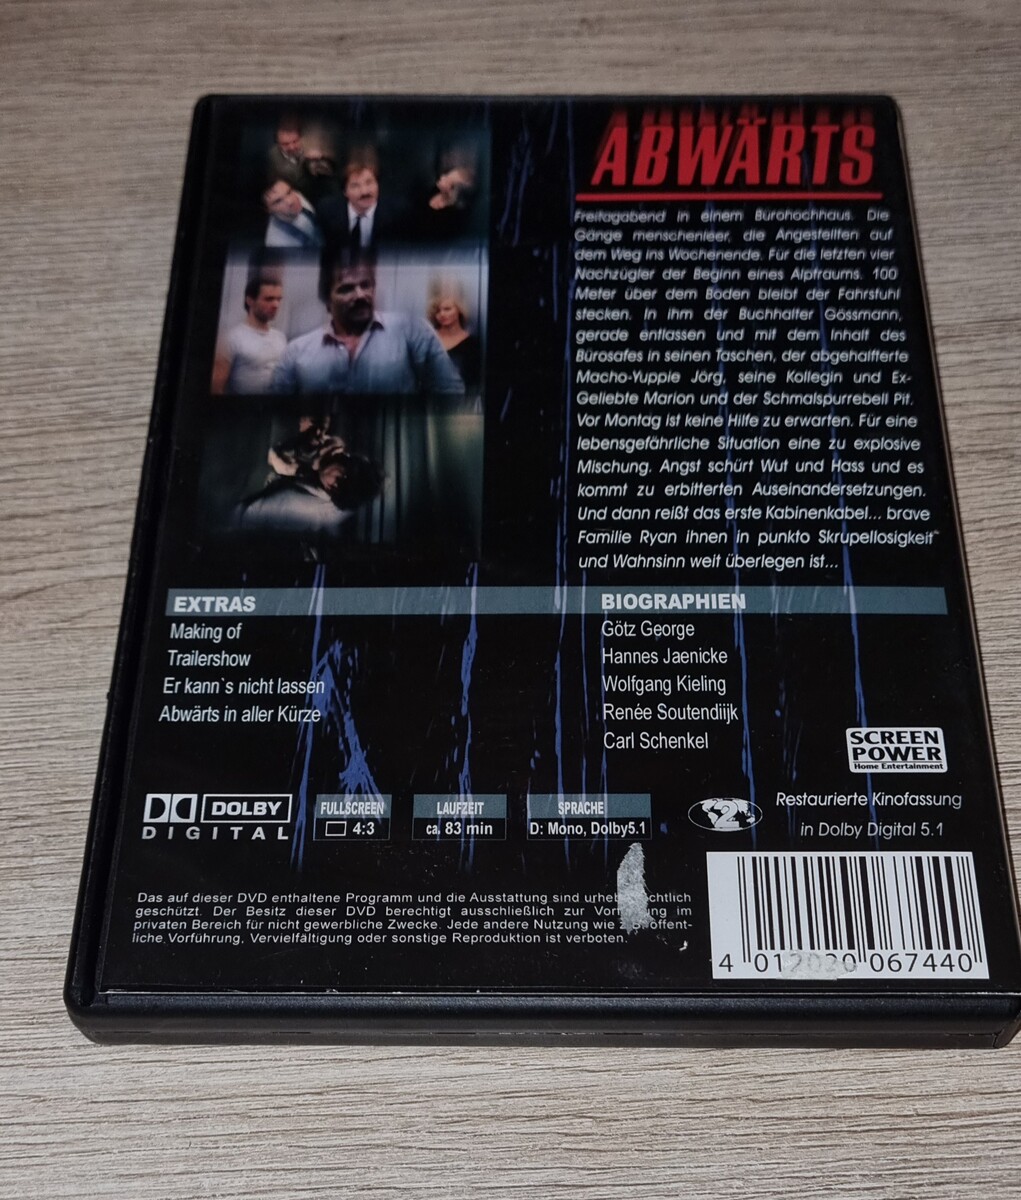 ABWÄRTS
Freitagabend in einem Bürohochhaus. Die
Gänge menschenleer, die Angestellten auf
dem Weg ins Wochenende. Für die letzten vier
Nachzügler der Beginn eines Alptraums. 100
Meter über dem Boden bleibt der Fahrstuhl
stecken. In ihm der Buchhalter Gössmann,
gerade entlassen und mit dem Inhalt des
Bürosafes in seinen Taschen, der abgehalfterte
Macho-Yuppie Jörg, seine Kollegin und Ex-
Geliebte Marion und der Schmalspurrebell Pit.
Vor Montag ist keine Hilfe zu erwarten. Für eine
lebensgefährliche Situation eine zu explosive
Mischung. Angst schürt Wut und Hass und es
kommt zu erbitterten Auseinandersetzungen.
Und dann reißt das erste Kabinenkabel... brave
Familie Ryan ihnen in punkto Skrupellosigkeit
und Wahnsinn weit überlegen ist...
EXTRAS
Making of
Trailershow
Er kann`s nicht lassen
Abwärts in aller Kürze
BIOGRAPHIEN
Götz George
Hannes Jaenicke
Wolfgang Kieling
Renée Soutendiijk
Carl Schenkel
SCREEN
POWER
Home Entertainment
DOLBY
DIGITAL
FULLSCREEN
4:3
LAUFZEIT
ca. 83 min
SPRACHE
D: Mono, Dolby5.1
2
Restaurierte Kinofassung
in Dolby Digital 5.1
Das auf dieser DVD enthaltene Programm und die Ausstattung sind
geschützt. Der Besitz dieser DVD berechtigt ausschließlich zur im
privaten Bereich für nicht gewerbliche Zwecke. Jede andere Nutzung wie öffent-
liche Vorführung, Vervielfältigung oder sonstige Reproduktion ist verboten.
4 012020 067440